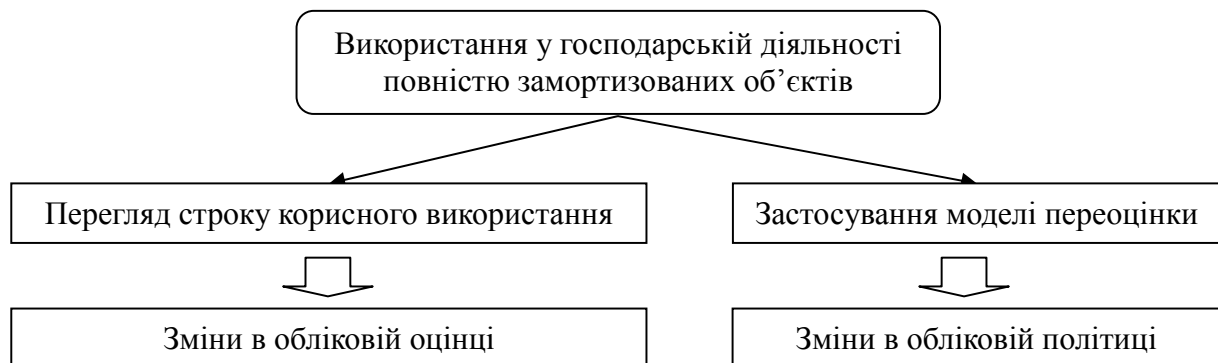 Використання у господарській діяльності
повністю замортизованих об’єктів
Перегляд строку корисного використання
Застосування моделі переоцінки
Зміни в обліковій оцінці
Зміни в обліковій політиці